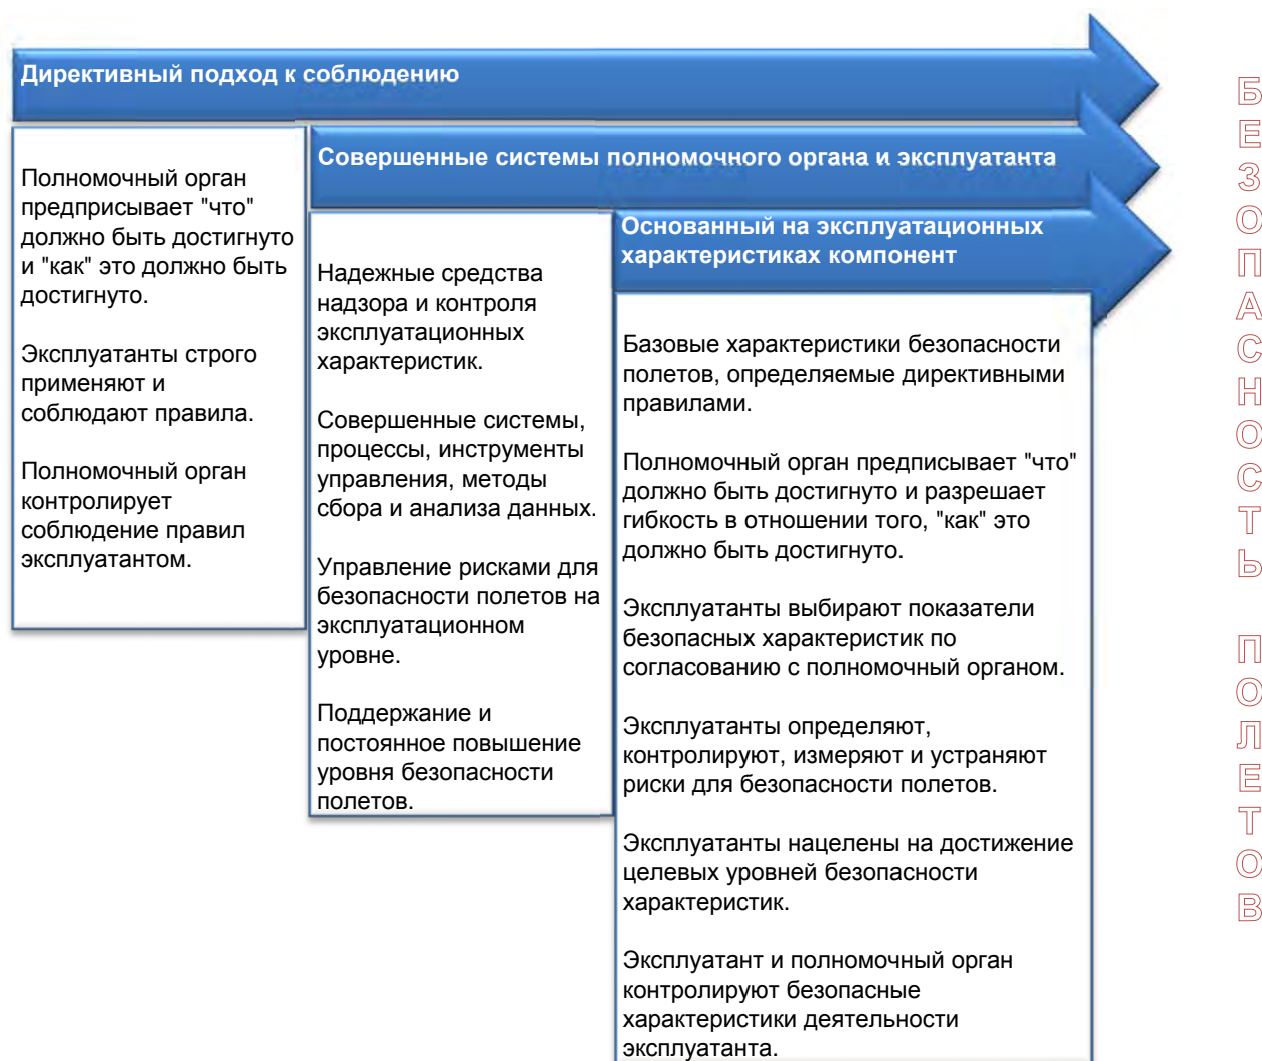 Директивный подход к соблюдению
Полномочный орган
предприсывает "что"
должно быть достигнуто
и "как" это должно быть
достигнуто.
Эксплуатанты строго
применяют и
соблюдают правила.
Полномочный орган
контролирует
соблюдение правил
эксплуатантом.
Совершенные системы полномочного органа и эксплуатанта
Надежные средства
надзора и контроля
эксплуатационных
характеристик.
Совершенные системы,
процессы, инструменты
управления, методы
сбора и анализа данных.
Управление рисками для
безопасности полетов на
эксплуатационном
уровне.
Поддержание и
постоянное повышение
уровня безопасности
полетов.
Основанный на эксплуатационных
характеристиках компонент
Базовые характеристики безопасности
полетов, определяемые директивными
правилами.
Полномочный орган предписывает "что"
должно быть достигнуто и разрешает
гибкость в отношении того, "как" это
должно быть достигнуто.
Эксплуатанты выбирают показатели
безопасных характеристик по
согласованию с полномочный органом.
Эксплуатанты определяют,
контролируют, измеряют и устраняют
риски для безопасности полетов.
Эксплуатанты нацелены на достижение
целевых уровней безопасности
характеристик.
Эксплуатант и полномочный орган
контролируют безопасные
характеристики деятельности
эксплуатанта.
БЕЗОПАСНОСТЬ ПОЛЕТОВ